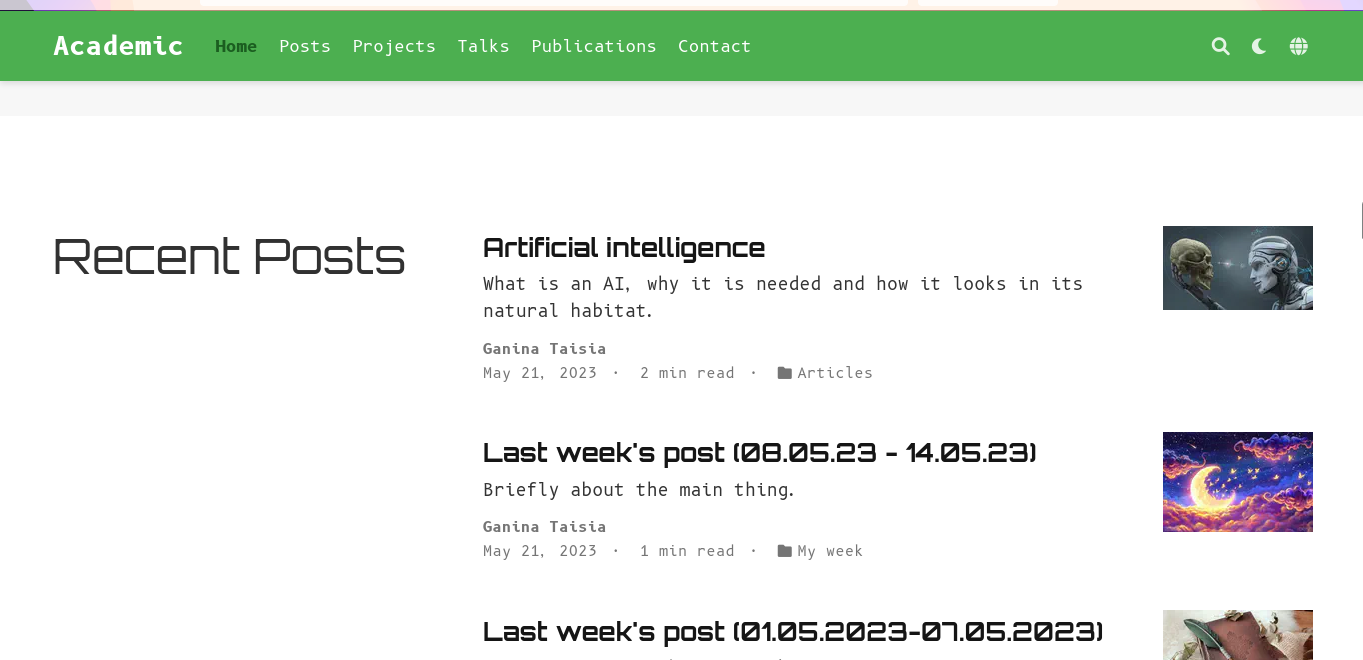 Academic Home Posts Projects Talks Publications Contact
Recent Posts
Artificial intelligence
What is an AI, why it is needed and how it looks in its
natural habitat.
Ganina Taisia
May 21, 2023 · 2 min read · Articles
Last week's post (08.05.23 - 14.05.23)
Briefly about the main thing.
Ganina Taisia
May 21, 2023 · 1 min read · My week
Last week's post (01.05.2023-07.05.2023)